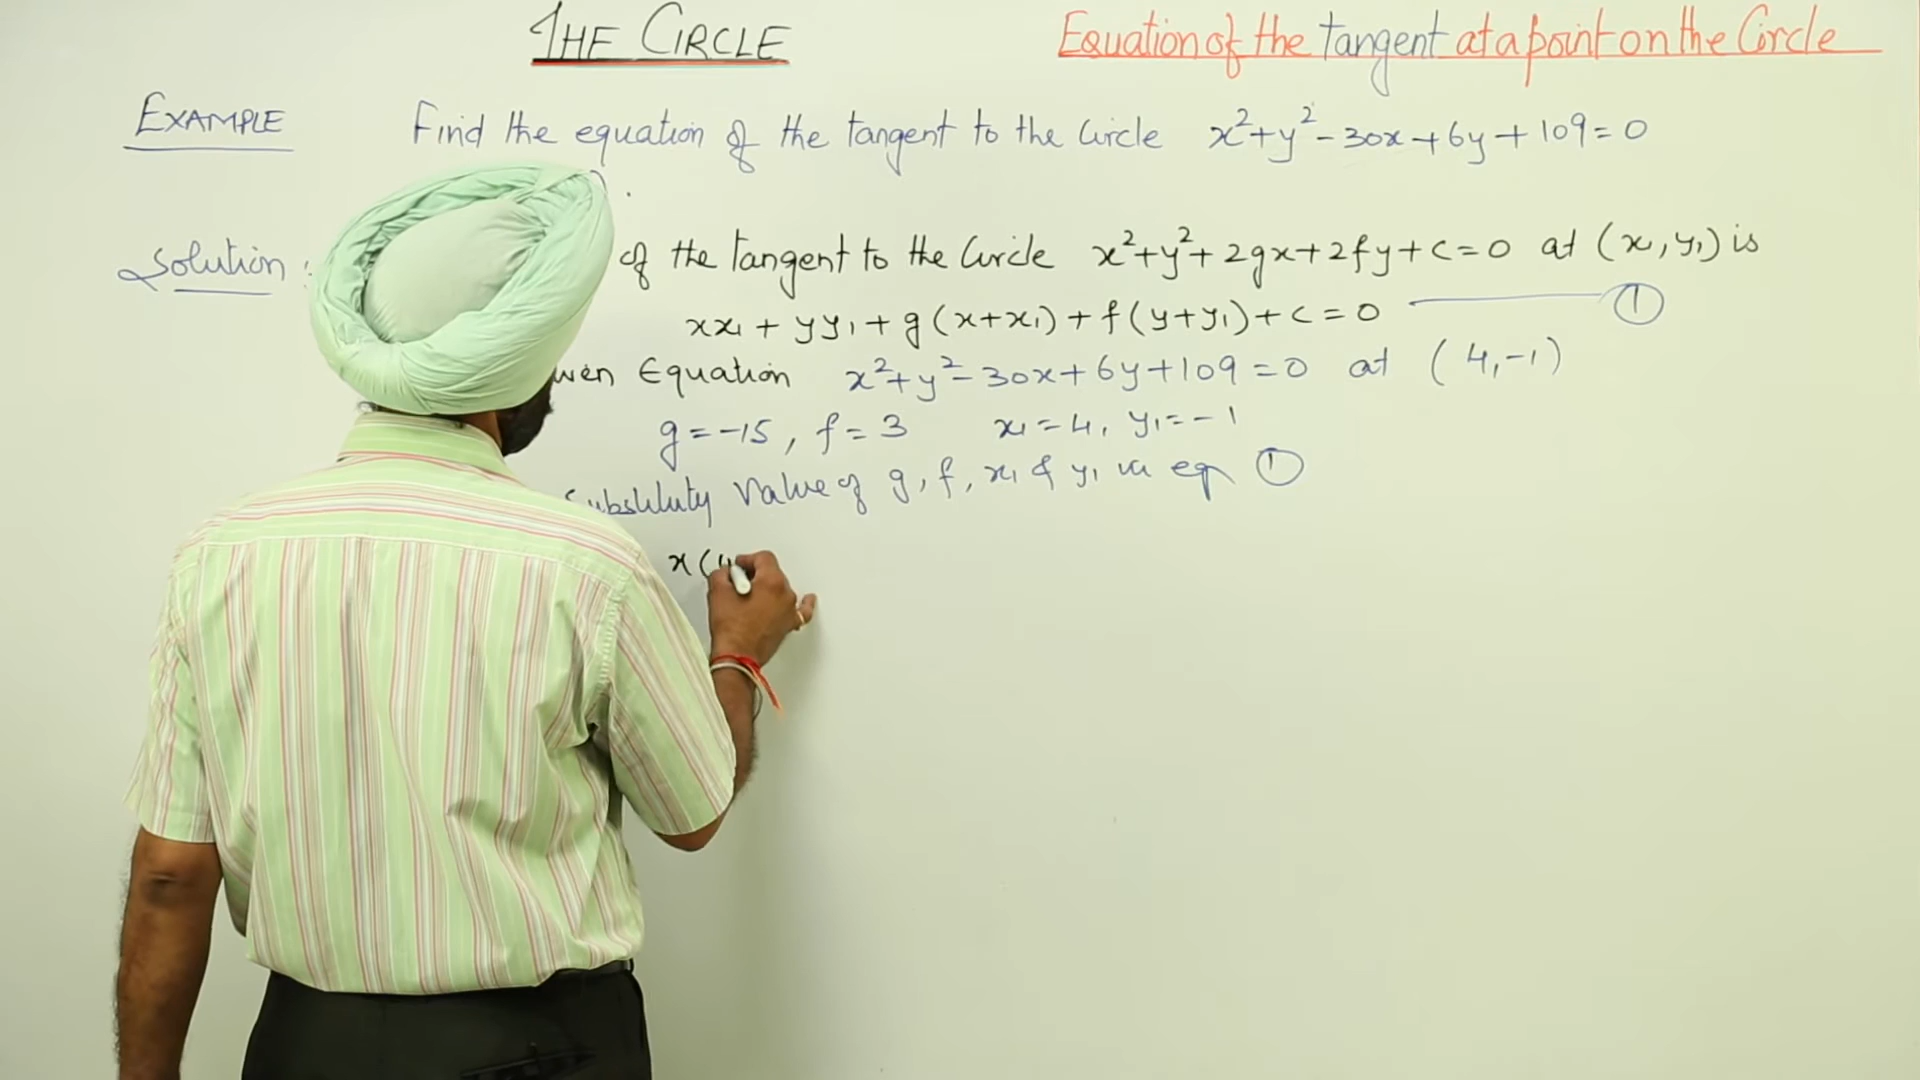 THE CIRCLE
Equation of the tangent at a point on the Circle
EXAMPLE Find the equation of the tangent to the Circle x²+y²-30x+6y+109=0
Solution : of the tangent to the Circle x²+y²+2gx+2fy+c=0 at (x₁,y₁) is
xx₁ + yy₁ + g(x+x₁) + f(y+y₁) + c = 0 ①
Equation x²+y²-30x+6y+109=0 at (4,-1)
g=-15, f=3 x₁=4, y₁=-1
Value of g, f, x₁ & y₁ in eq ①
x(4